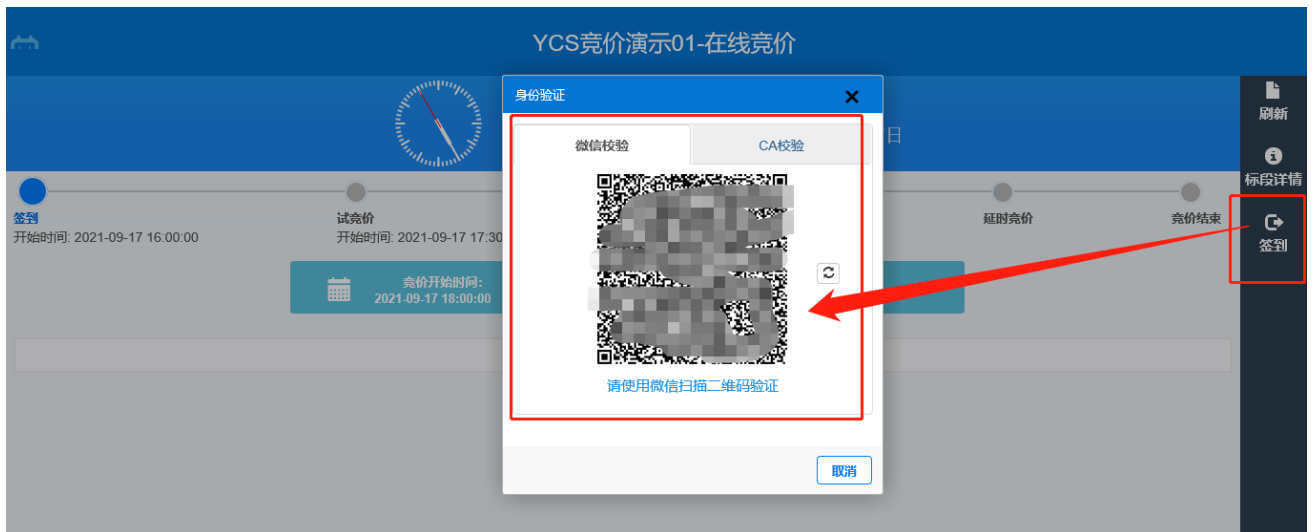 YCS竞价演示01-在线竞价
身份验证
微信校验
CA校验
请使用微信扫描二维码验证
取消
日
签到
开始时间: 2021-09-17 16:00:00
试竞价
开始时间: 2021-09-17 17:30
延时竞价
竞价结束
竞价开始时间:
2021-09-17 18:00:00
刷新
标段详情
签到